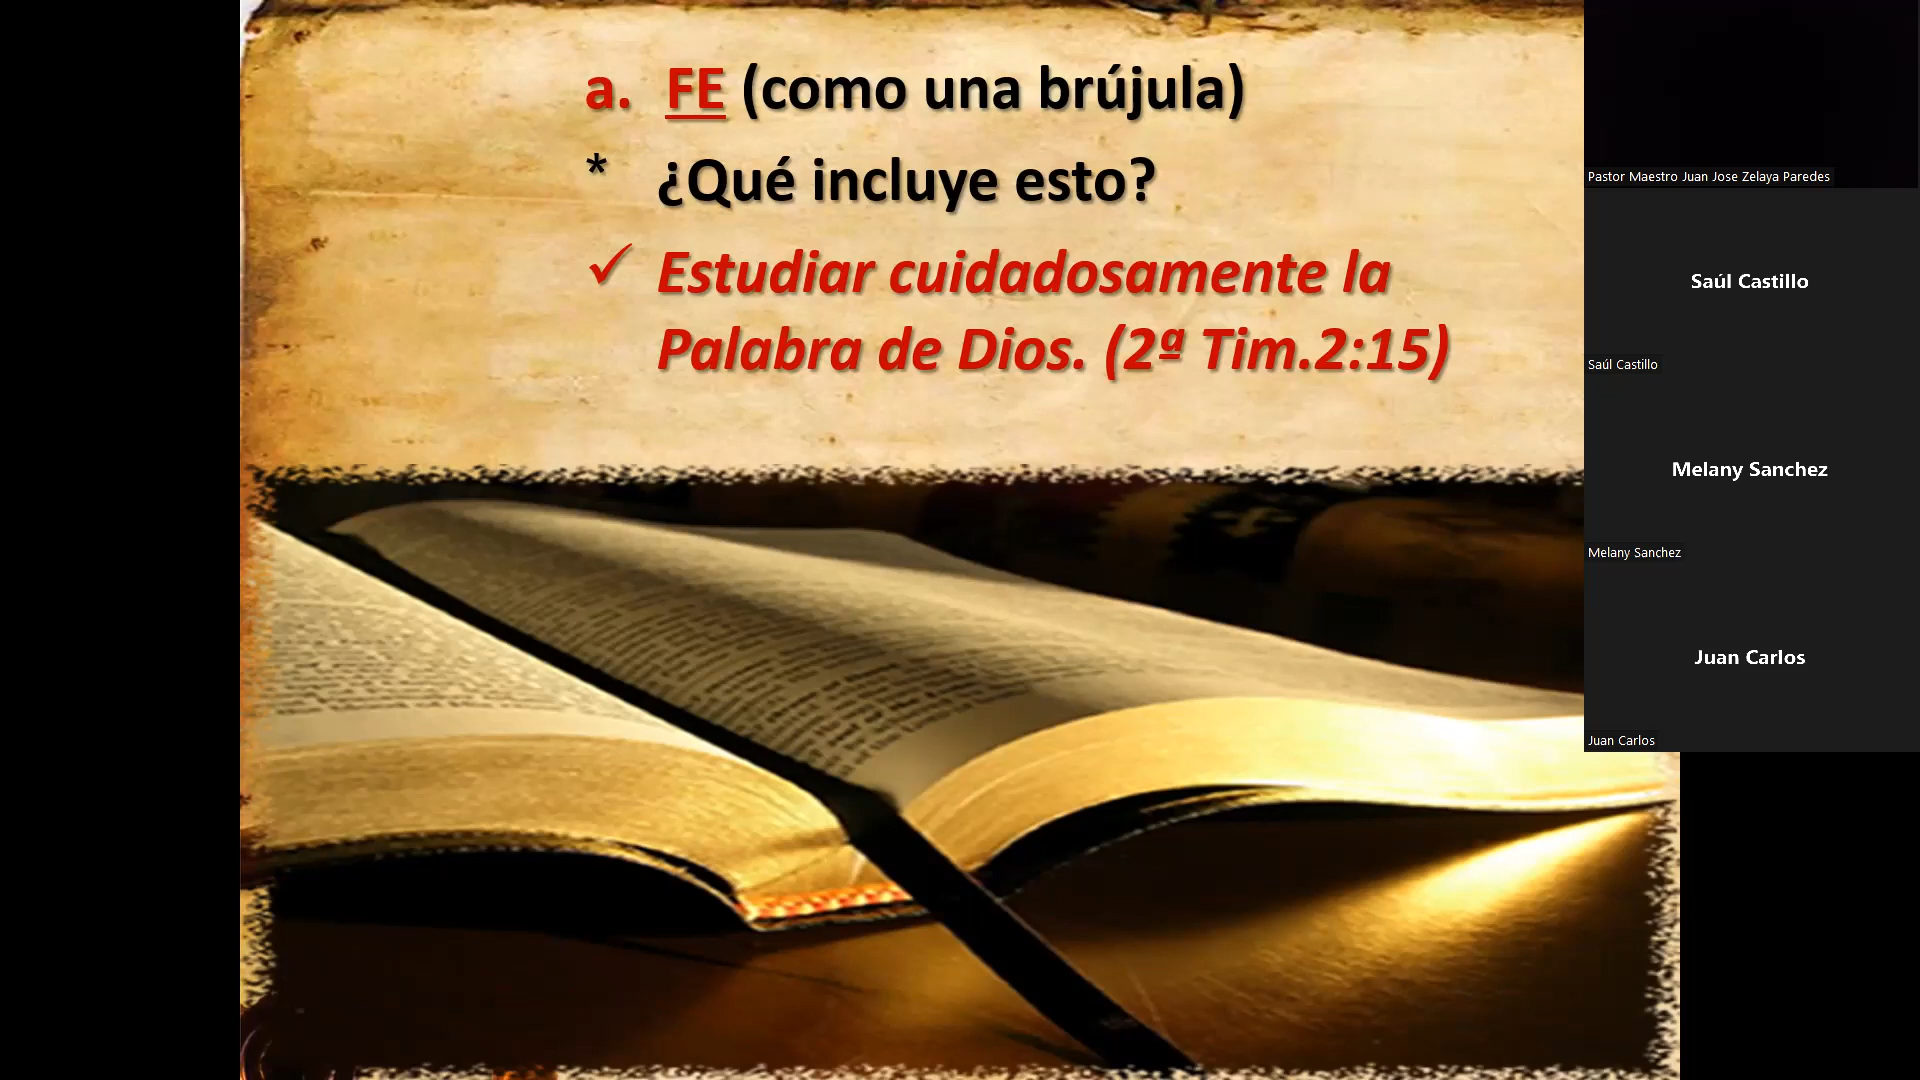 a. FE (como una brújula)
* ¿Qué incluye esto?
✓ Estudiar cuidadosamente la
Palabra de Dios. (2ª Tim.2:15)
Pastor Maestro Juan Jose Zelaya Paredes
Saúl Castillo
Saúl Castillo
Melany Sanchez
Melany Sanchez
Juan Carlos
Juan Carlos